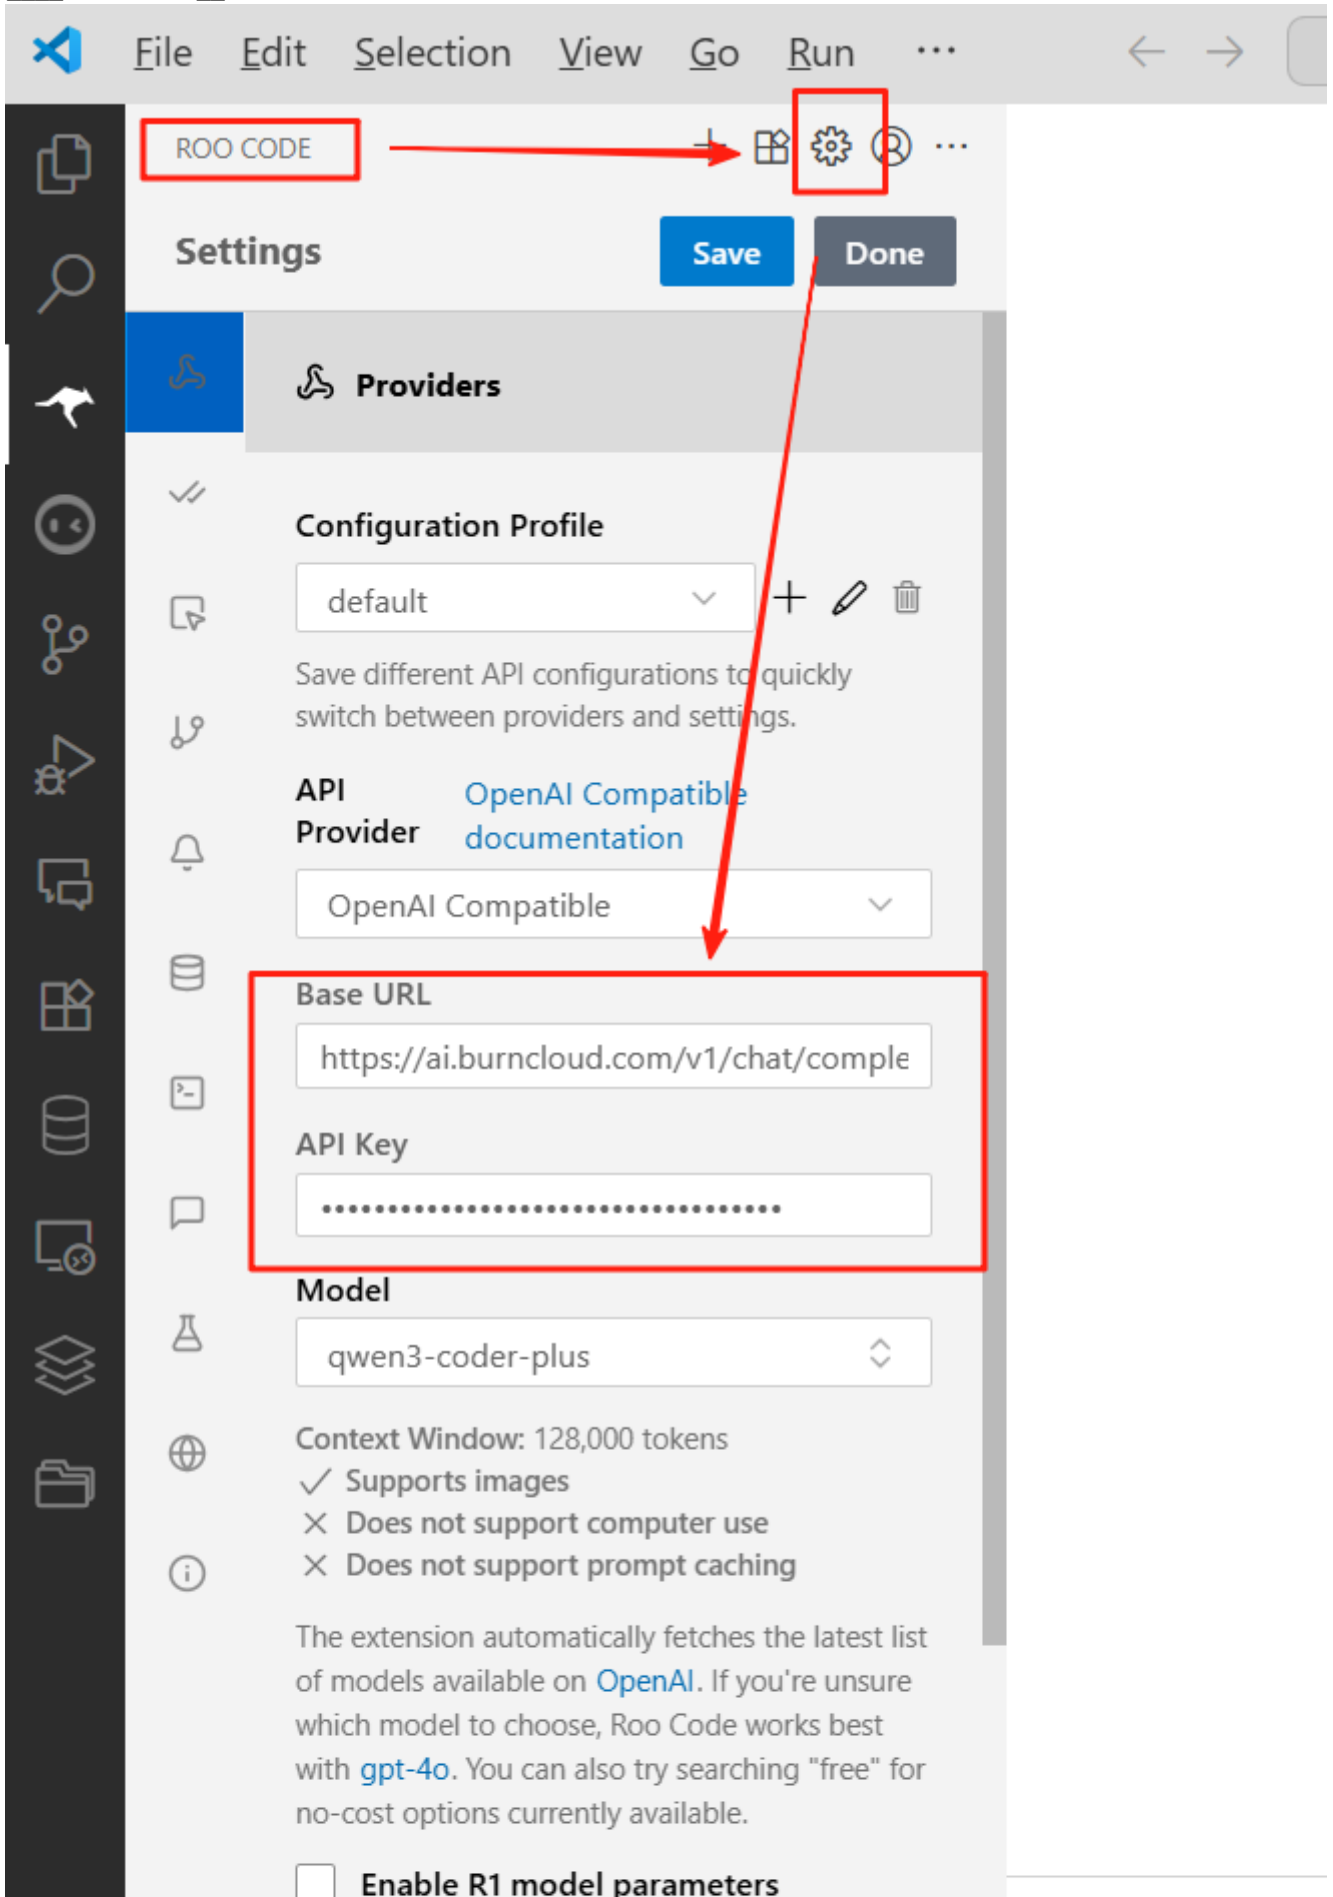 File Edit Selection View Go Run ···
ROO CODE
Settings
Save
Done
Providers
Configuration Profile
default
Save different API configurations to quickly
switch between providers and settings.
API
Provider
OpenAI Compatible
documentation
OpenAI Compatible
Base URL
https://ai.burncloud.com/v1/chat/comple
API Key
•••••••••••••••••••••••••••••••••••
Model
qwen3-coder-plus
Context Window: 128,000 tokens
Supports images
Does not support computer use
Does not support prompt caching
The extension automatically fetches the latest list
of models available on OpenAI. If you're unsure
which model to choose, Roo Code works best
with gpt-4o. You can also try searching "free" for
no-cost options currently available.
Enable R1 model parameters